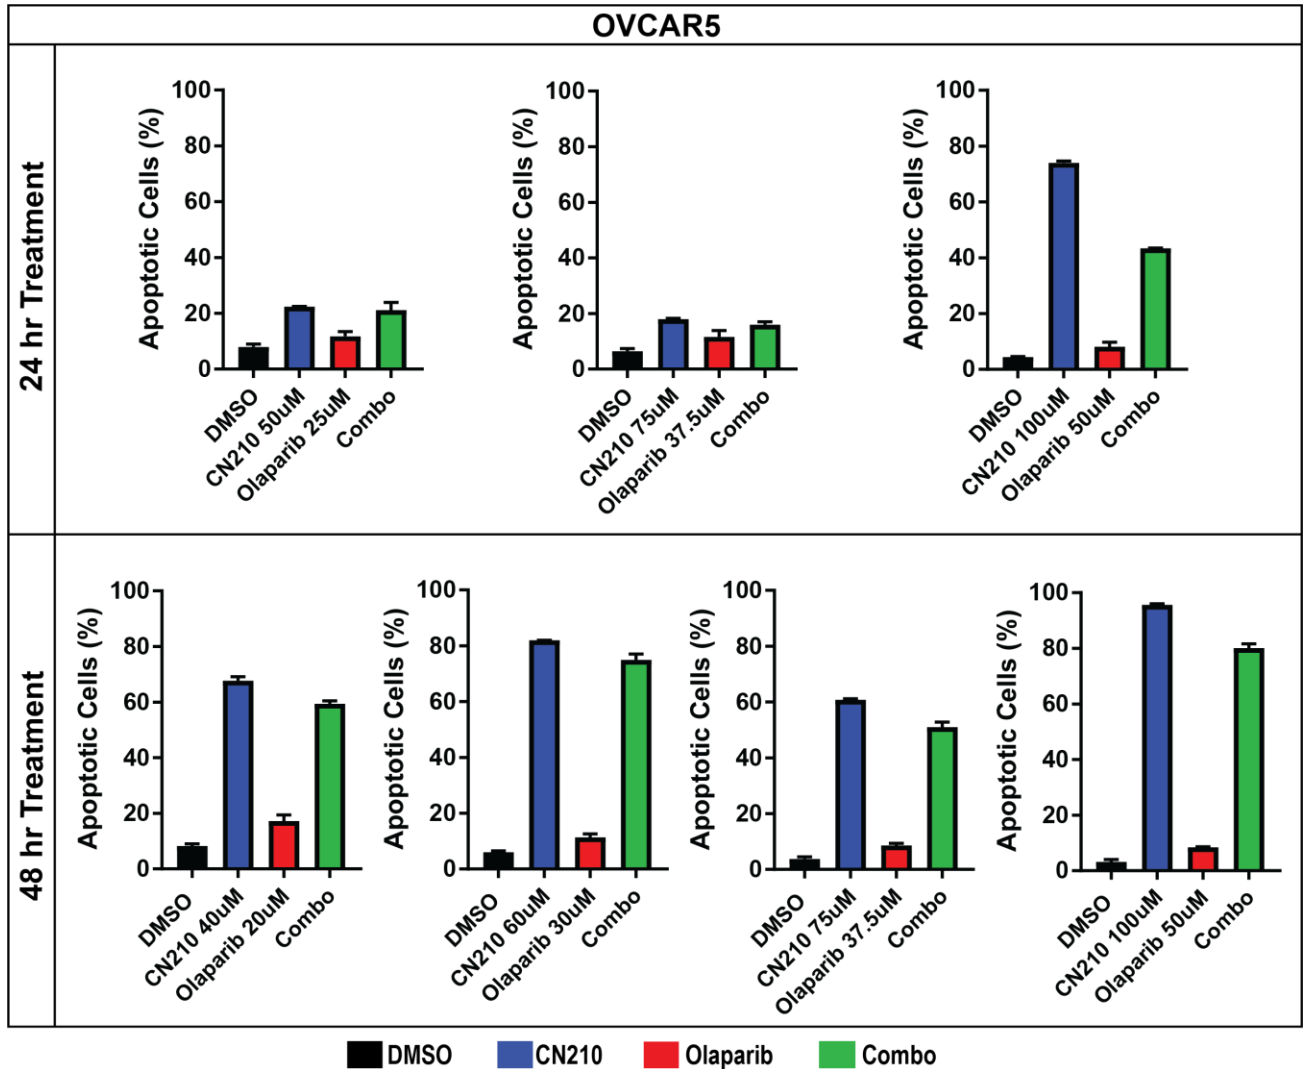 OVCAR5
24 hr Treatment
Apoptotic Cells (%)
100
80
60
40
20
0
DMSO
CN210 50uM
Olaparib 25uM
Combo
Apoptotic Cells (%)
100
80
60
40
20
0
DMSO
CN210 75uM
Olaparib 37.5uM
Combo
Apoptotic Cells (%)
100
80
60
40
20
0
DMSO
CN210 100uM
Olaparib 50uM
Combo
48 hr Treatment
Apoptotic Cells (%)
100
80
60
40
20
0
DMSO
CN210 40uM
Olaparib 20uM
Combo
Apoptotic Cells (%)
100
80
60
40
20
0
DMSO
CN210 60uM
Olaparib 30uM
Combo
Apoptotic Cells (%)
100
80
60
40
20
0
DMSO
CN210 75uM
Olaparib 37.5uM
Combo
Apoptotic Cells (%)
100
80
60
40
20
0
DMSO
CN210 100uM
Olaparib 50uM
Combo
DMSO CN210 Olaparib Combo